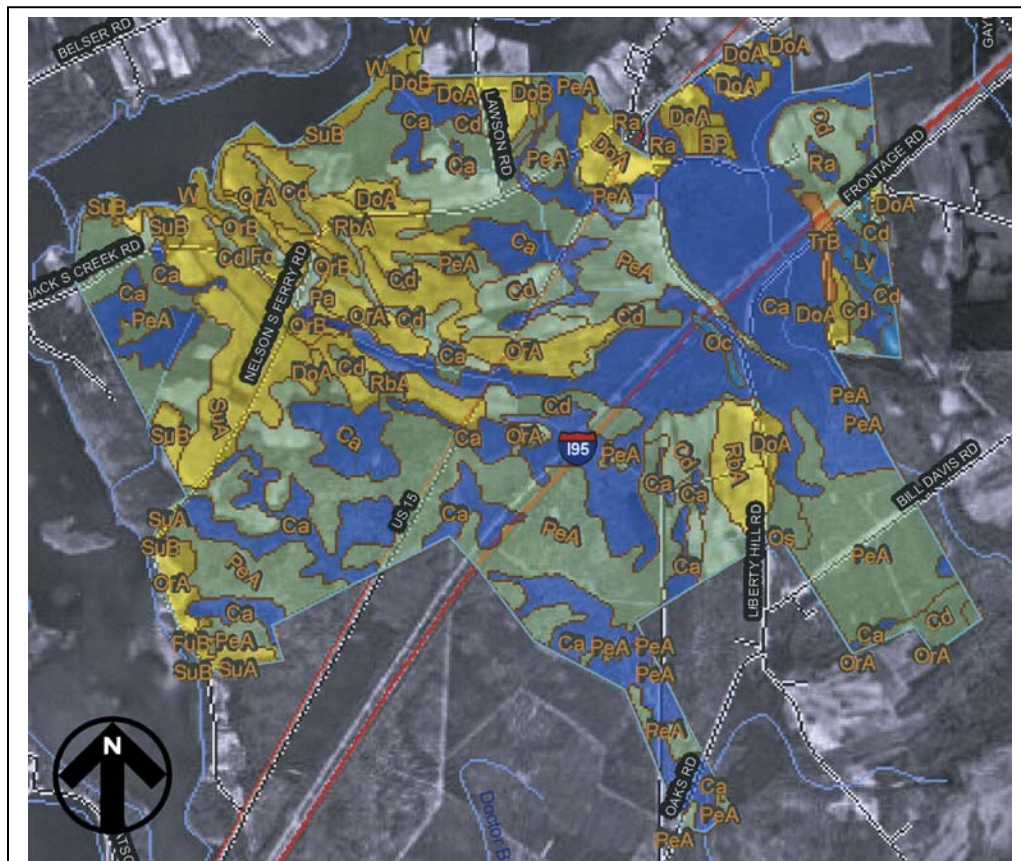 BELSER RD
W
W
DoB
DoA
DoB
PeA
DoA
DoA
DoA
GAY
LAWSON RD
SuB
Ca
Cd
Ca
PeA
Ra
DoA
Ra
DoA
BP
Cd
Ra
FRONTAGE RD
PeA
W
OrA
Cd
DoA
SuB
SuB
OrB
RbA
Cd
Fc
JACK S CREEK RD
Ca
PeA
NELSON S FERRY RD
OrB
Cd
PeA
Ca
Cd
PeA
DoA
Cd
TrB
Ly
Cd
Ca
DoA
Cd
Pa
OrB
OrA
Cd
Cd
Ca
OrA
Oc
DoA
Cd
RbA
PeA
PeA
SuA
SuB
Ca
Ca
Cd
OrA
I95
PeA
Cd
Ca
Ca
RbA
DoA
BILL DAVIS RD
US 15
Ca
PeA
Ca
SuA
SuB
Ca
PeA
OrA
Ca
LIBERTY HILL RD
Os
PeA
Ca
Cd
FuB
PeA
SuB
SuA
Ca
PeA
PeA
PeA
OrA
OrA
PeA
N
OAKS RD
Ca
PeA
PeA
Doctor B
ATSO